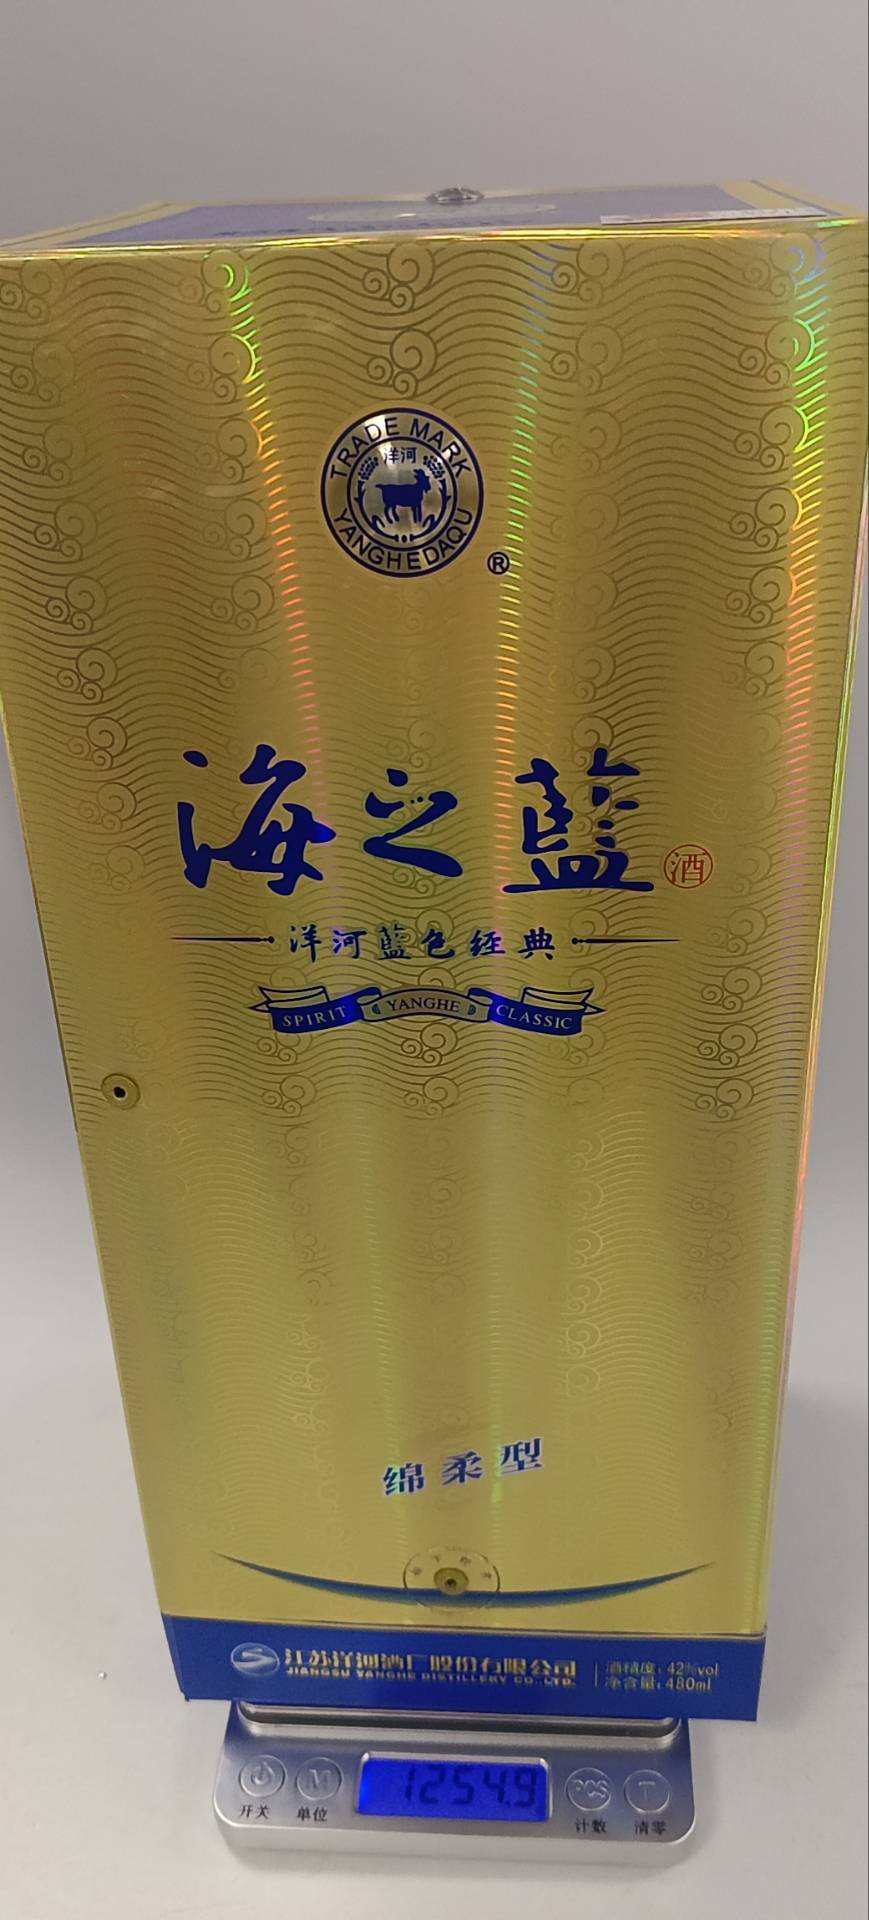 TRADE MARK
洋河
YANGHEDAQU
®
海之藍
酒
洋河藍色经典
SPIRIT YANGHE CLASSIC
绵柔型
江苏洋河酒厂股份有限公司
JIANGSU YANGHE DISTILLERY CO.,LTD.
酒精度:42%vol
净含量:480ml
1254.9
M
PCS
T
开关
单位
计数
清零